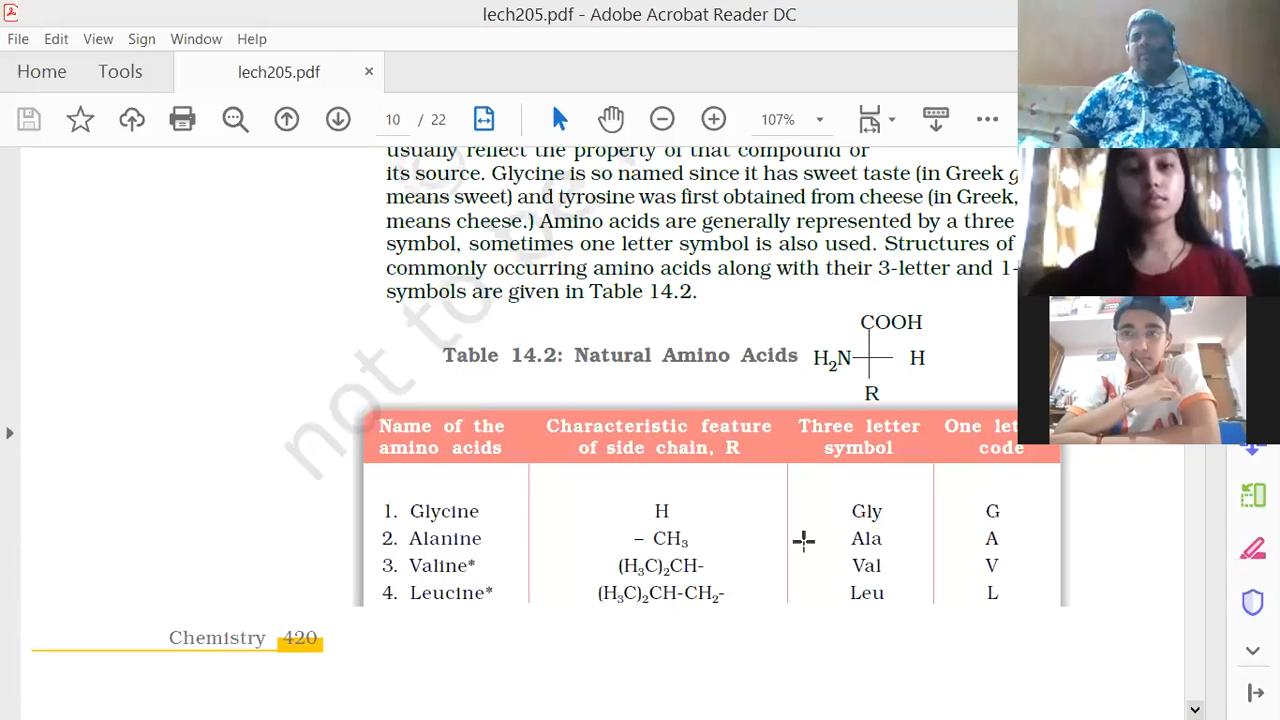 lech205.pdf - Adobe Acrobat Reader DC
File Edit View Sign Window Help
Home Tools lech205.pdf ×
10 / 22 107%
usually reflect the property of that compound or
its source. Glycine is so named since it has sweet taste (in Greek g
means sweet) and tyrosine was first obtained from cheese (in Greek,
means cheese.) Amino acids are generally represented by a three
symbol, sometimes one letter symbol is also used. Structures of
commonly occurring amino acids along with their 3-letter and 1-
symbols are given in Table 14.2.
COOH
Table 14.2: Natural Amino Acids H₂N H
R
Name of the Characteristic feature Three letter One let
amino acids of side chain, R symbol code
1. Glycine H Gly G
2. Alanine – CH₃ Ala A
3. Valine* (H₃C)₂CH- Val V
4. Leucine* (H₃C)₂CH-CH₂- Leu L
Chemistry 420
not to be